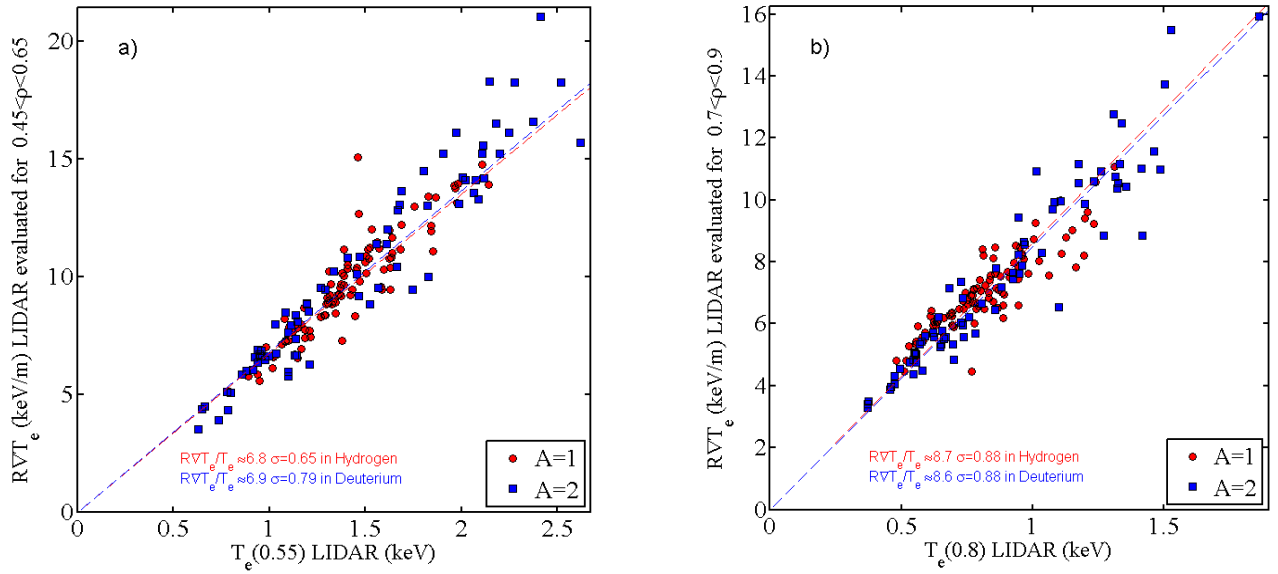 a)
R∇T_e (keV/m) LIDAR evaluated for 0.45<ρ<0.65
20
15
10
5
0
R∇T_e/T_e ≈6.8 σ=0.65 in Hydrogen
R∇T_e/T_e ≈6.9 σ=0.79 in Deuterium
A=1
A=2
0 0.5 1 1.5 2 2.5
T_e(0.55) LIDAR (keV)
b)
R∇T_e (keV/m) LIDAR evaluated for 0.7<ρ<0.9
16
14
12
10
8
6
4
2
0
R∇T_e/T_e ≈8.7 σ=0.88 in Hydrogen
R∇T_e/T_e ≈8.6 σ=0.88 in Deuterium
A=1
A=2
0 0.5 1 1.5
T_e(0.8) LIDAR (keV)